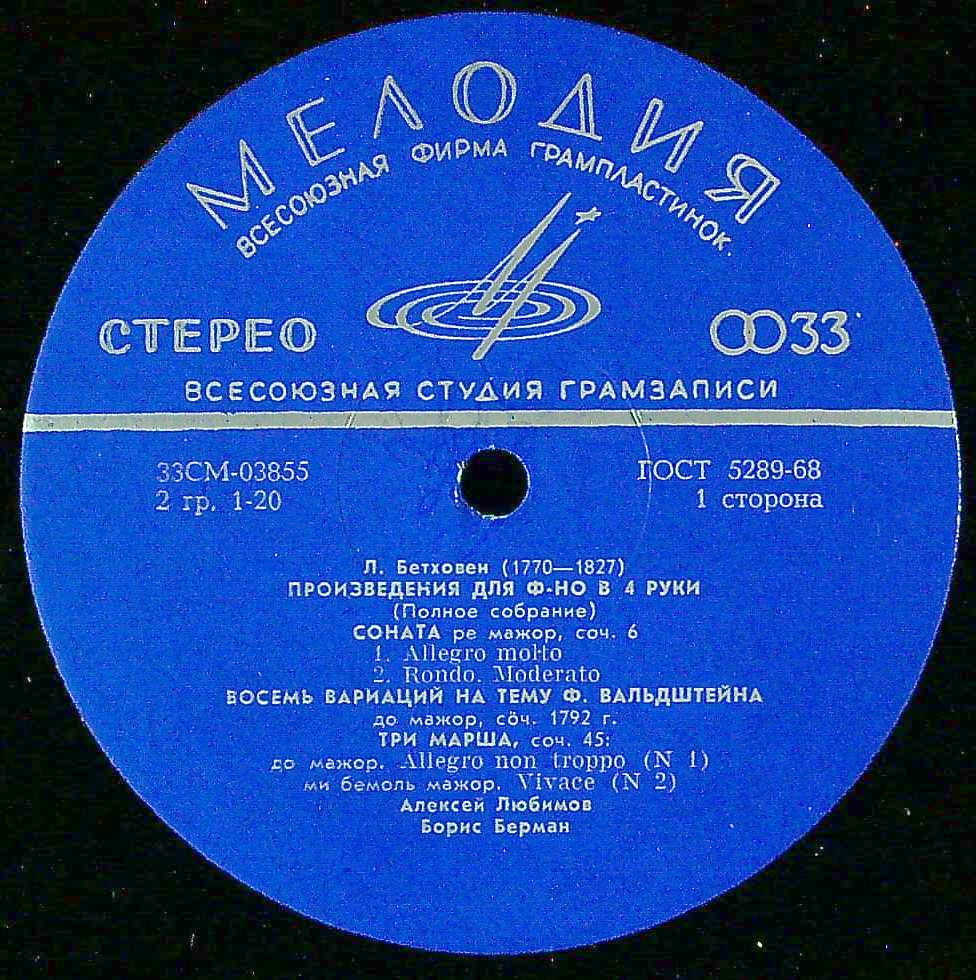 МЕЛОДИЯ
ВСЕСОЮЗНАЯ ФИРМА ГРАМПЛАСТИНОК
СТЕРЕО
33
ВСЕСОЮЗНАЯ СТУДИЯ ГРАМЗАПИСИ
33СМ-03855
ГОСТ 5289-68
2 гр. 1-20
1 сторона
Л. Бетховен (1770—1827)
ПРОИЗВЕДЕНИЯ ДЛЯ Ф-НО В 4 РУКИ
(Полное собрание)
СОНАТА ре мажор, соч. 6
1. Allegro molto
2. Rondo. Moderato
ВОСЕМЬ ВАРИАЦИЙ НА ТЕМУ Ф. ВАЛЬДШТЕЙНА
до мажор, соч. 1792 г.
ТРИ МАРША, соч. 45:
до мажор. Allegro non troppo (N 1)
ми бемоль мажор. Vivace (N 2)
Алексей Любимов
Борис Берман